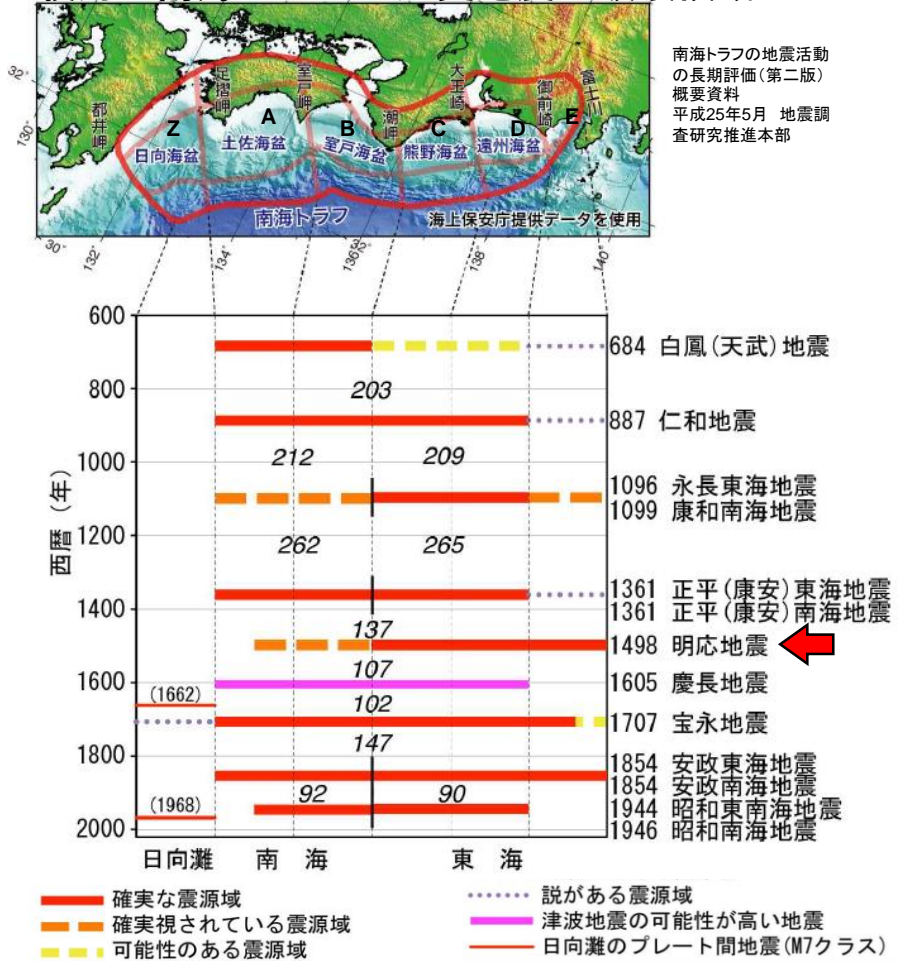 南海トラフの地震活動
の長期評価(第二版)
概要資料
平成25年5月 地震調
査研究推進本部
都井岬
足摺岬
室戸岬
潮岬
大王崎
御前崎
富士川
Z
A
B
C
D
E
日向海盆
土佐海盆
室戸海盆
熊野海盆
遠州海盆
南海トラフ
海上保安庁提供データを使用
32°
130°
30°
132°
134°
136°
32°
138°
140°
西暦(年)
600
800
1000
1200
1400
1600
1800
2000
684 白鳳(天武)地震
203
887 仁和地震
212 209
1096 永長東海地震
1099 康和南海地震
262 265
1361 正平(康安)東海地震
1361 正平(康安)南海地震
137
1498 明応地震
107
1605 慶長地震
(1662)
102
1707 宝永地震
147
1854 安政東海地震
1854 安政南海地震
92 90
(1968)
1944 昭和東南海地震
1946 昭和南海地震
日向灘 南海 東海
確実な震源域
確実視されている震源域
可能性のある震源域
説がある震源域
津波地震の可能性が高い地震
日向灘のプレート間地震(M7クラス)